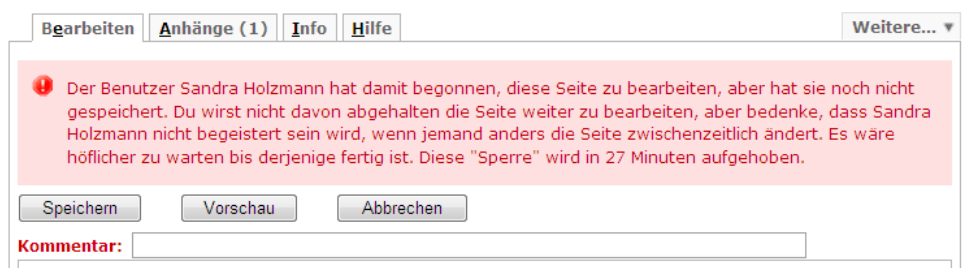 Bearbeiten Anhänge (1) Info Hilfe Weitere... ▼
Der Benutzer Sandra Holzmann hat damit begonnen, diese Seite zu bearbeiten, aber hat sie noch nicht
gespeichert. Du wirst nicht davon abgehalten die Seite weiter zu bearbeiten, aber bedenke, dass Sandra
Holzmann nicht begeistert sein wird, wenn jemand anders die Seite zwischenzeitlich ändert. Es wäre
höflicher zu warten bis derjenige fertig ist. Diese "Sperre" wird in 27 Minuten aufgehoben.
Speichern Vorschau Abbrechen
Kommentar: